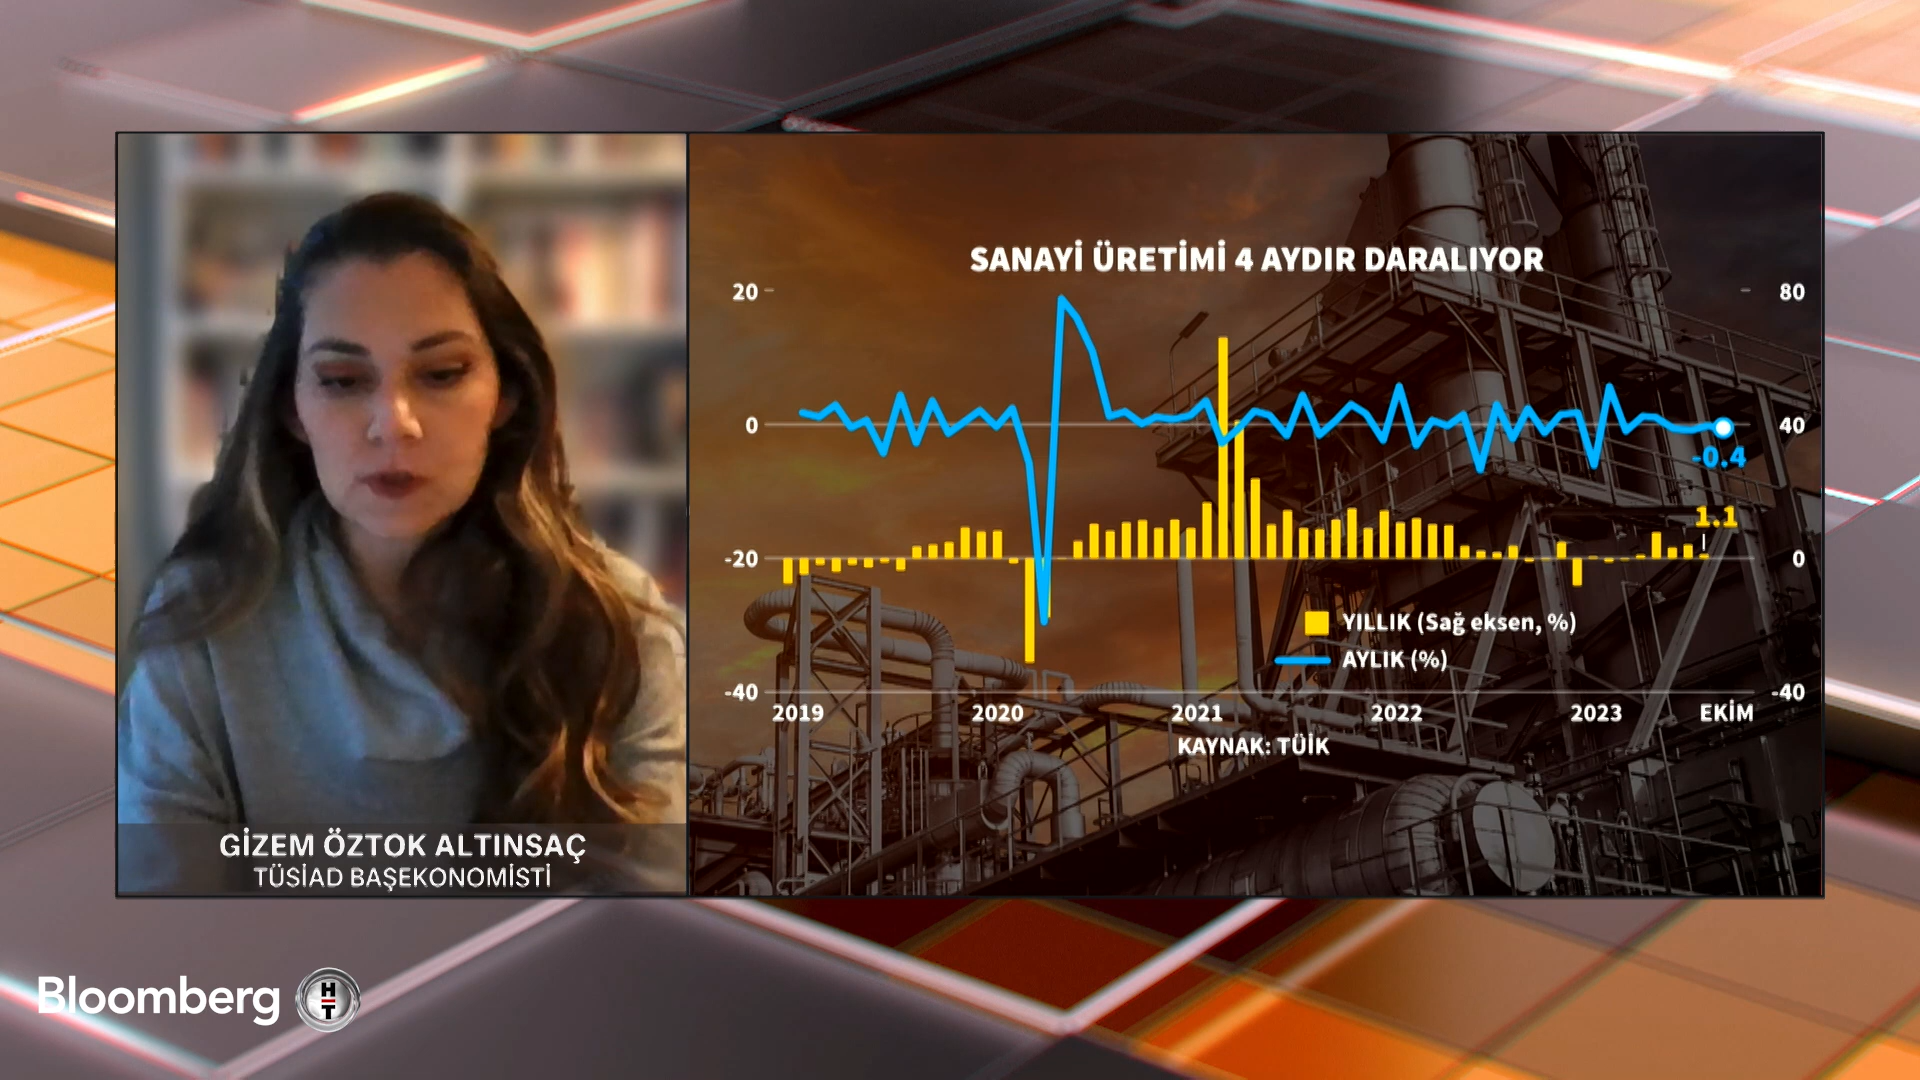 SANAYİ ÜRETİMİ 4 AYDIR DARALIYOR
20
80
0
40
-0.4
1.1
-20
0
YILLIK (Sağ eksen, %)
AYLIK (%)
-40
-40
2019 2020 2021 2022 2023 EKİM
KAYNAK: TÜİK
GİZEM ÖZTOK ALTINSAÇ
TÜSİAD BAŞEKONOMİSTİ
Bloomberg HT